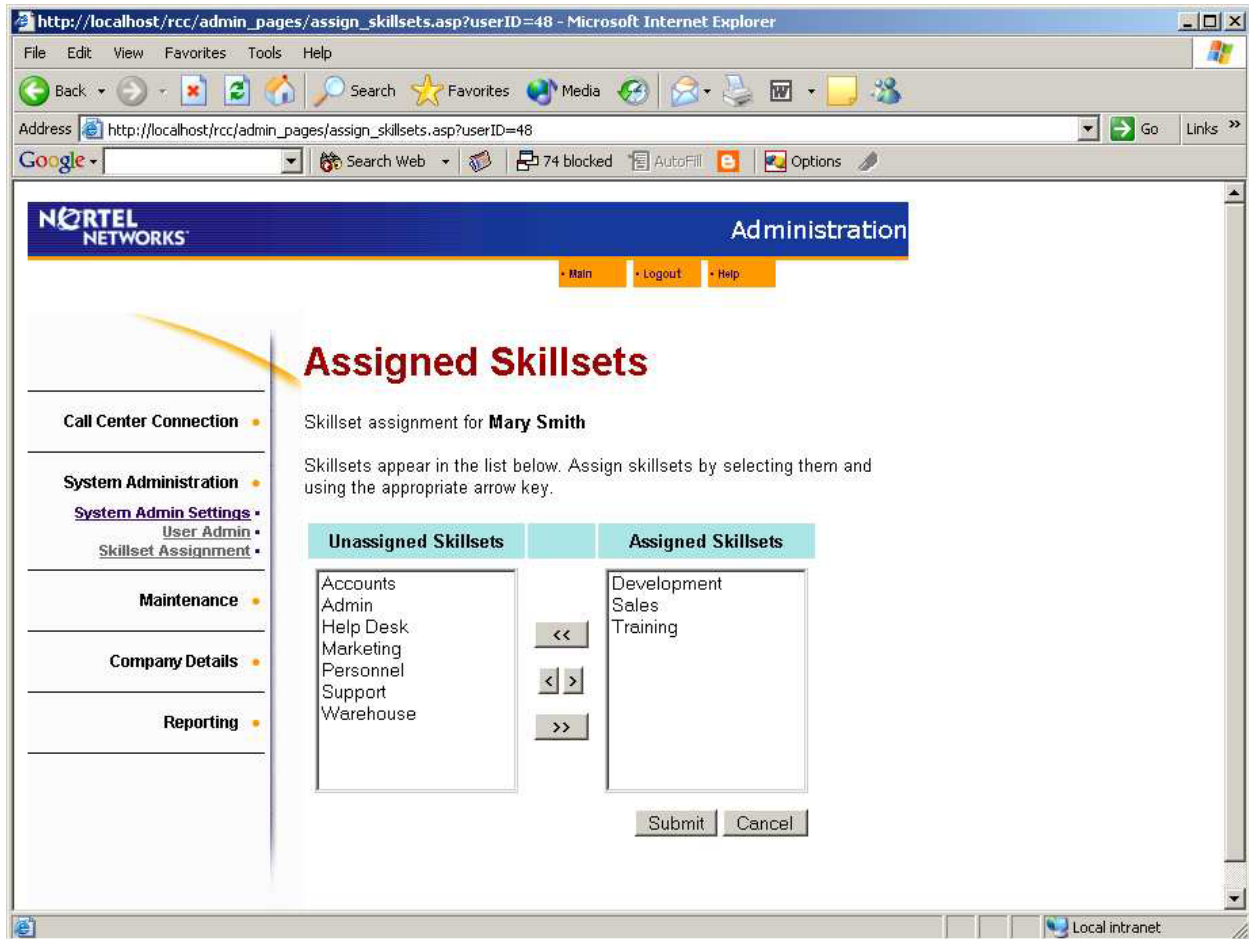 http://localhost/rcc/admin_pages/assign_skillsets.asp?userID=48 - Microsoft Internet Explorer
File Edit View Favorites Tools Help
Back Search Favorites Media
Address http://localhost/rcc/admin_pages/assign_skillsets.asp?userID=48 Go Links »
Google Search Web 74 blocked AutoFill Options
NORTEL
NETWORKS
Administration
• Main • Logout • Help
Assigned Skillsets
Call Center Connection •
Skillset assignment for Mary Smith
System Administration •
System Admin Settings •
User Admin •
Skillset Assignment •
Skillsets appear in the list below. Assign skillsets by selecting them and
using the appropriate arrow key.
Maintenance •
Company Details •
Reporting •
Unassigned Skillsets Assigned Skillsets
Accounts
Admin
Help Desk
Marketing
Personnel
Support
Warehouse
<<
< >
>>
Development
Sales
Training
Submit Cancel
Local intranet